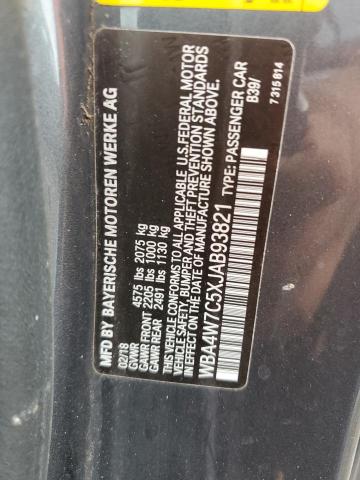 MFD BY BAYERISCHE MOTOREN WERKE AG
02/18
GVWR 4575 lbs 2075 kg
GAWR FRONT 2205 lbs 1000 kg
GAWR REAR 2491 lbs 1130 kg
THIS VEHICLE CONFORMS TO ALL APPLICABLE U.S. FEDERAL MOTOR
VEHICLE SAFETY, BUMPER AND THEFT PREVENTION STANDARDS
IN EFFECT ON THE DATE OF MANUFACTURE SHOWN ABOVE.
WBA4W7C5XJAB93821 TYPE: PASSENGER CAR
B39/
7 315 814